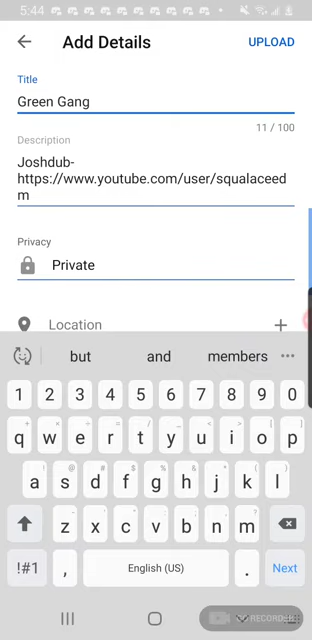 5:44
Add Details
UPLOAD
Title
Green Gang
11 / 100
Description
Joshdub-
https://www.youtube.com/user/squalaceed
m
Privacy
Private
Location
but and members
1 2 3 4 5 6 7 8 9 0
+ × ÷ = / _ < > [ ]
q w e r t y u i o p
! @ # $ % & * ( )
a s d f g h j k l
- ' " : ; , ?
z x c v b n m
!#1 , English (US) . Next
RECORDER